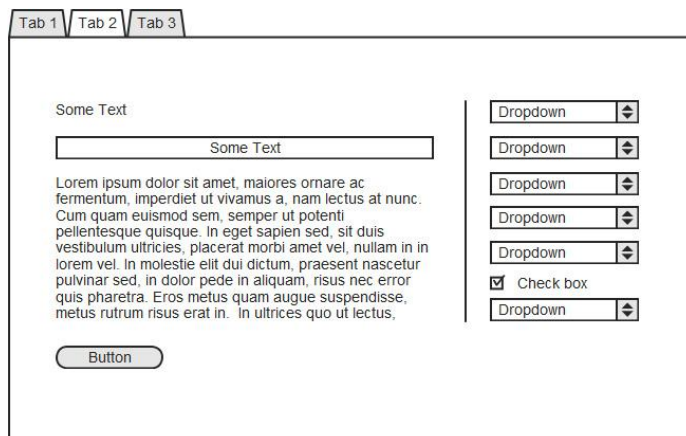 Tab 1 Tab 2 Tab 3
Some Text
Some Text
Lorem ipsum dolor sit amet, maiores ornare ac
fermentum, imperdiet ut vivamus a, nam lectus at nunc.
Cum quam euismod sem, semper ut potenti
pellentesque quisque. In eget sapien sed, sit duis
vestibulum ultricies, placerat morbi amet vel, nullam in in
lorem vel. In molestie elit dui dictum, praesent nascetur
pulvinar sed, in dolor pede in aliquam, risus nec error
quis pharetra. Eros metus quam augue suspendisse,
metus rutrum risus erat in.  In ultrices quo ut lectus,
Button
Dropdown
Dropdown
Dropdown
Dropdown
Dropdown
Check box
Dropdown